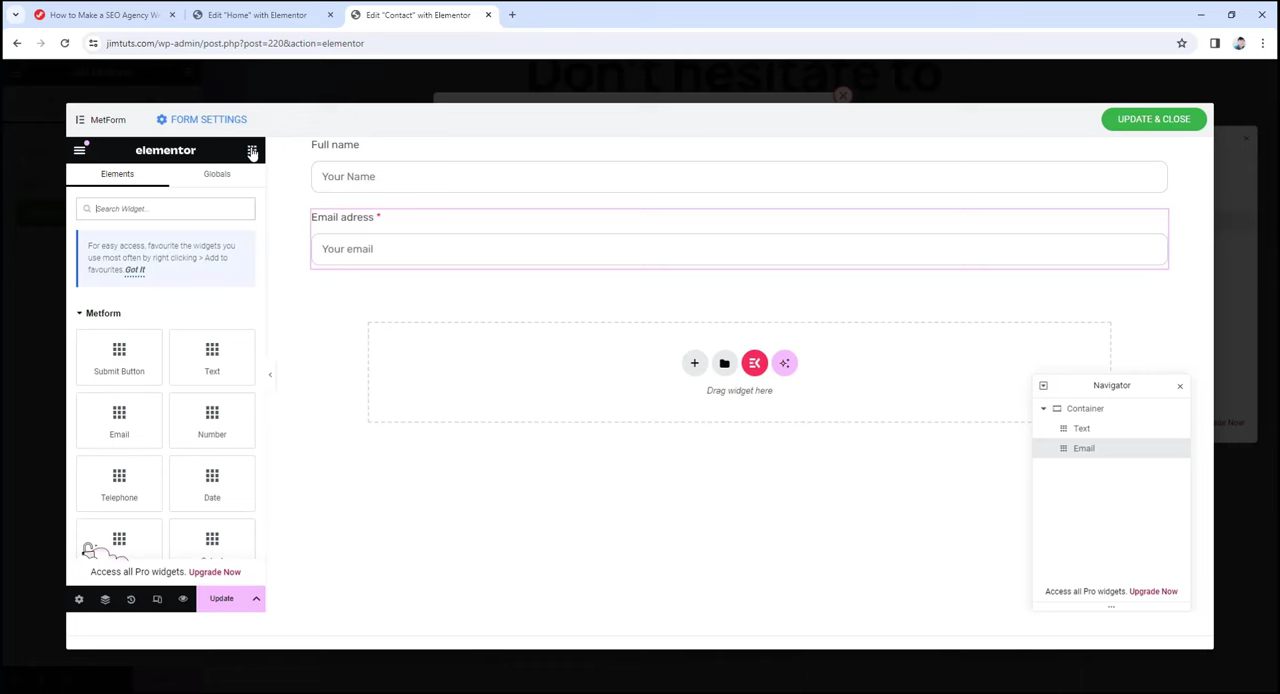 How to Make a SEO Agency W
Edit "Home" with Elementor
Edit "Contact" with Elementor
jimtuts.com/wp-admin/post.php?post=220&action=elementor
Don't hesitate to
MetForm
FORM SETTINGS
UPDATE & CLOSE
elementor
Elements
Globals
Search Widget...
For easy access, favourite the widgets you
use most often by right clicking > Add to
favourites. Got It
Metform
Submit Button
Text
Email
Number
Telephone
Date
Access all Pro widgets. Upgrade Now
Update
Full name
Your Name
Email adress *
Your email
Drag widget here
Navigator
Container
Text
Email
Access all Pro widgets. Upgrade Now